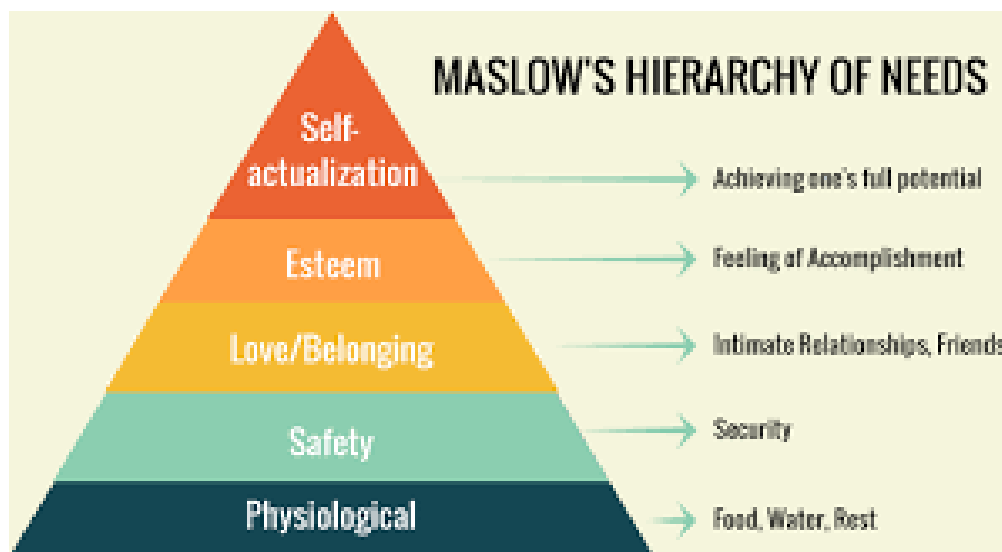 MASLOW'S HIERARCHY OF NEEDS
Self-
actualization
Achieving one's full potential
Esteem
Feeling of Accomplishment
Love/Belonging
Intimate Relationships, Friends
Safety
Security
Physiological
Food, Water, Rest